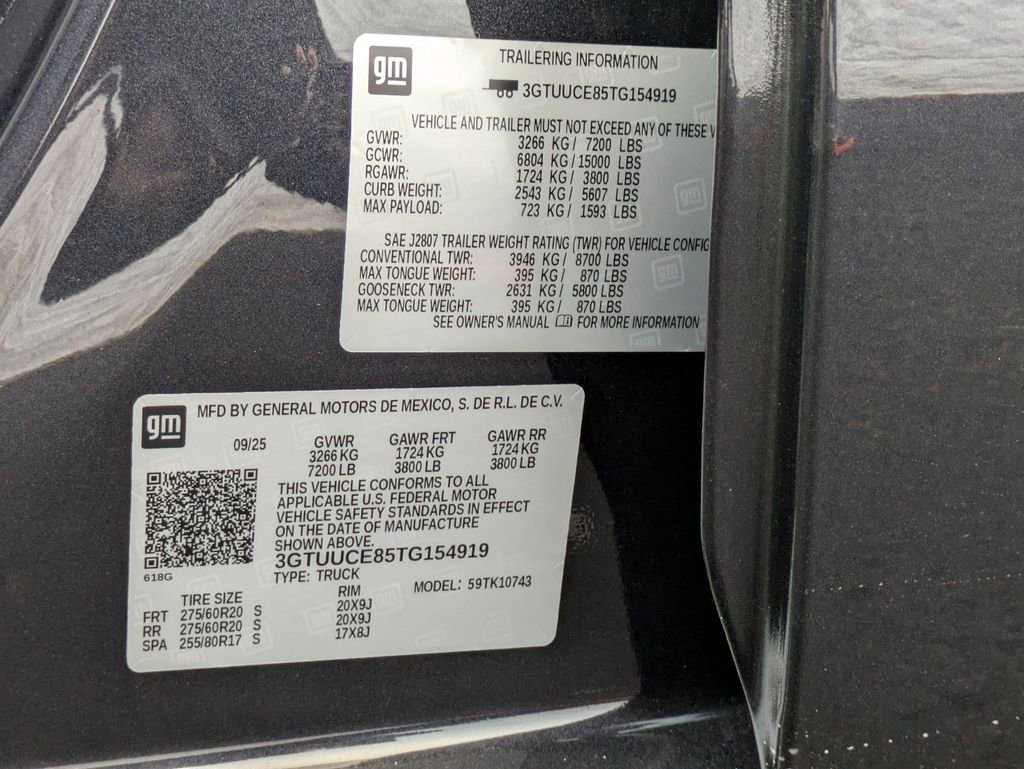 gm
TRAILERING INFORMATION
3GTUUCE85TG154919
VEHICLE AND TRAILER MUST NOT EXCEED ANY OF THESE
GVWR: 3266 KG / 7200 LBS
GCWR: 6804 KG / 15000 LBS
RGAWR: 1724 KG / 3800 LBS
CURB WEIGHT: 2543 KG / 5607 LBS
MAX PAYLOAD: 723 KG / 1593 LBS
SAE J2807 TRAILER WEIGHT RATING (TWR) FOR VEHICLE CONFIG
CONVENTIONAL TWR: 3946 KG / 8700 LBS
MAX TONGUE WEIGHT: 395 KG / 870 LBS
GOOSENECK TWR: 2631 KG / 5800 LBS
MAX TONGUE WEIGHT: 395 KG / 870 LBS
SEE OWNER'S MANUAL FOR MORE INFORMATION
gm
MFD BY GENERAL MOTORS DE MEXICO, S. DE R.L. DE C.V.
09/25 GVWR GAWR FRT GAWR RR
3266 KG 1724 KG 1724 KG
7200 LB 3800 LB 3800 LB
THIS VEHICLE CONFORMS TO ALL
APPLICABLE U.S. FEDERAL MOTOR
VEHICLE SAFETY STANDARDS IN EFFECT
ON THE DATE OF MANUFACTURE
SHOWN ABOVE.
3GTUUCE85TG154919
618G
TYPE: TRUCK
MODEL: 59TK10743
TIRE SIZE RIM
FRT 275/60R20 S 20X9J
RR 275/60R20 S 20X9J
SPA 255/80R17 S 17X8J